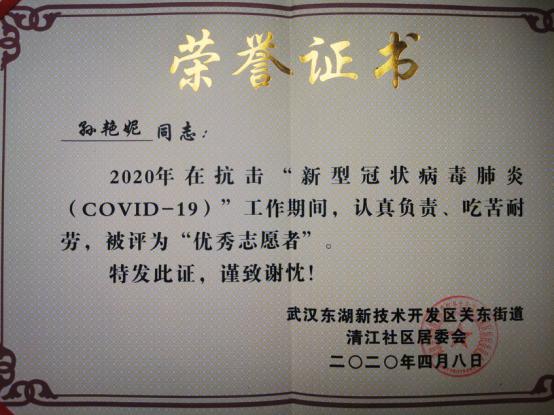 荣誉证书
孙艳妮 同志：
2020年在抗击“新型冠状病毒肺炎
（COVID-19）”工作期间，认真负责、吃苦耐
劳，被评为“优秀志愿者”。
特发此证，谨致谢忱！
武汉东湖新技术开发区关东街道
清江社区居委会
二〇二〇年四月八日